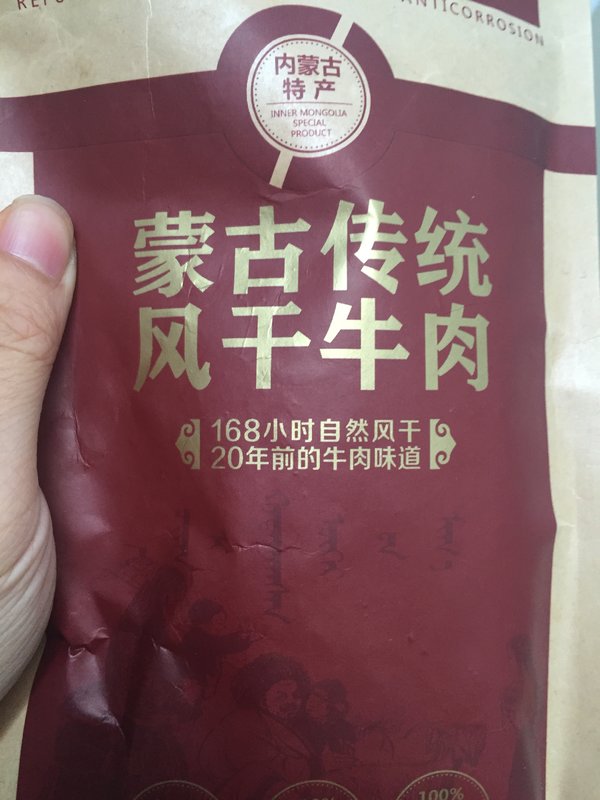 ANTICORROSION
内蒙古
特产
INNER MONGOLIA
SPECIAL
PRODUCT
蒙古传统
风干牛肉
168小时自然风干
20年前的牛肉味道
100%